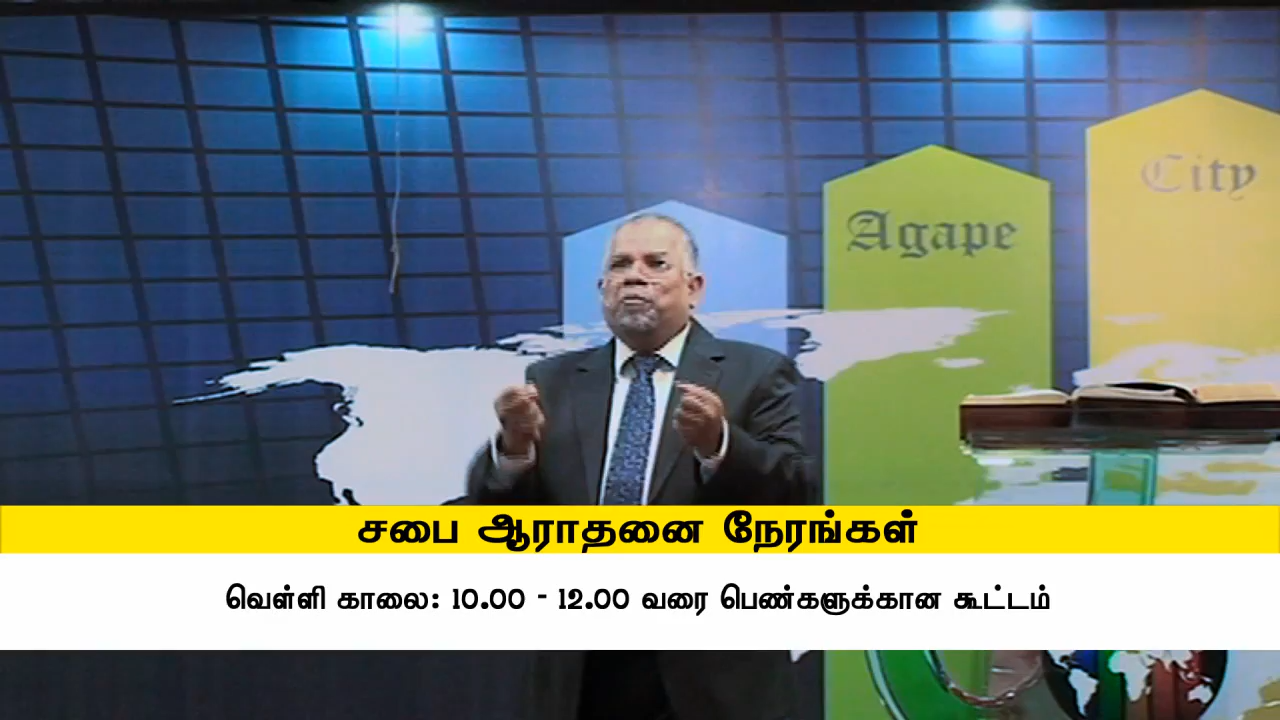 City
Agape
சபை ஆராதனை நேரங்கள்
வெள்ளி காலை: 10.00 - 12.00 வரை பெண்களுக்கான கூட்டம்